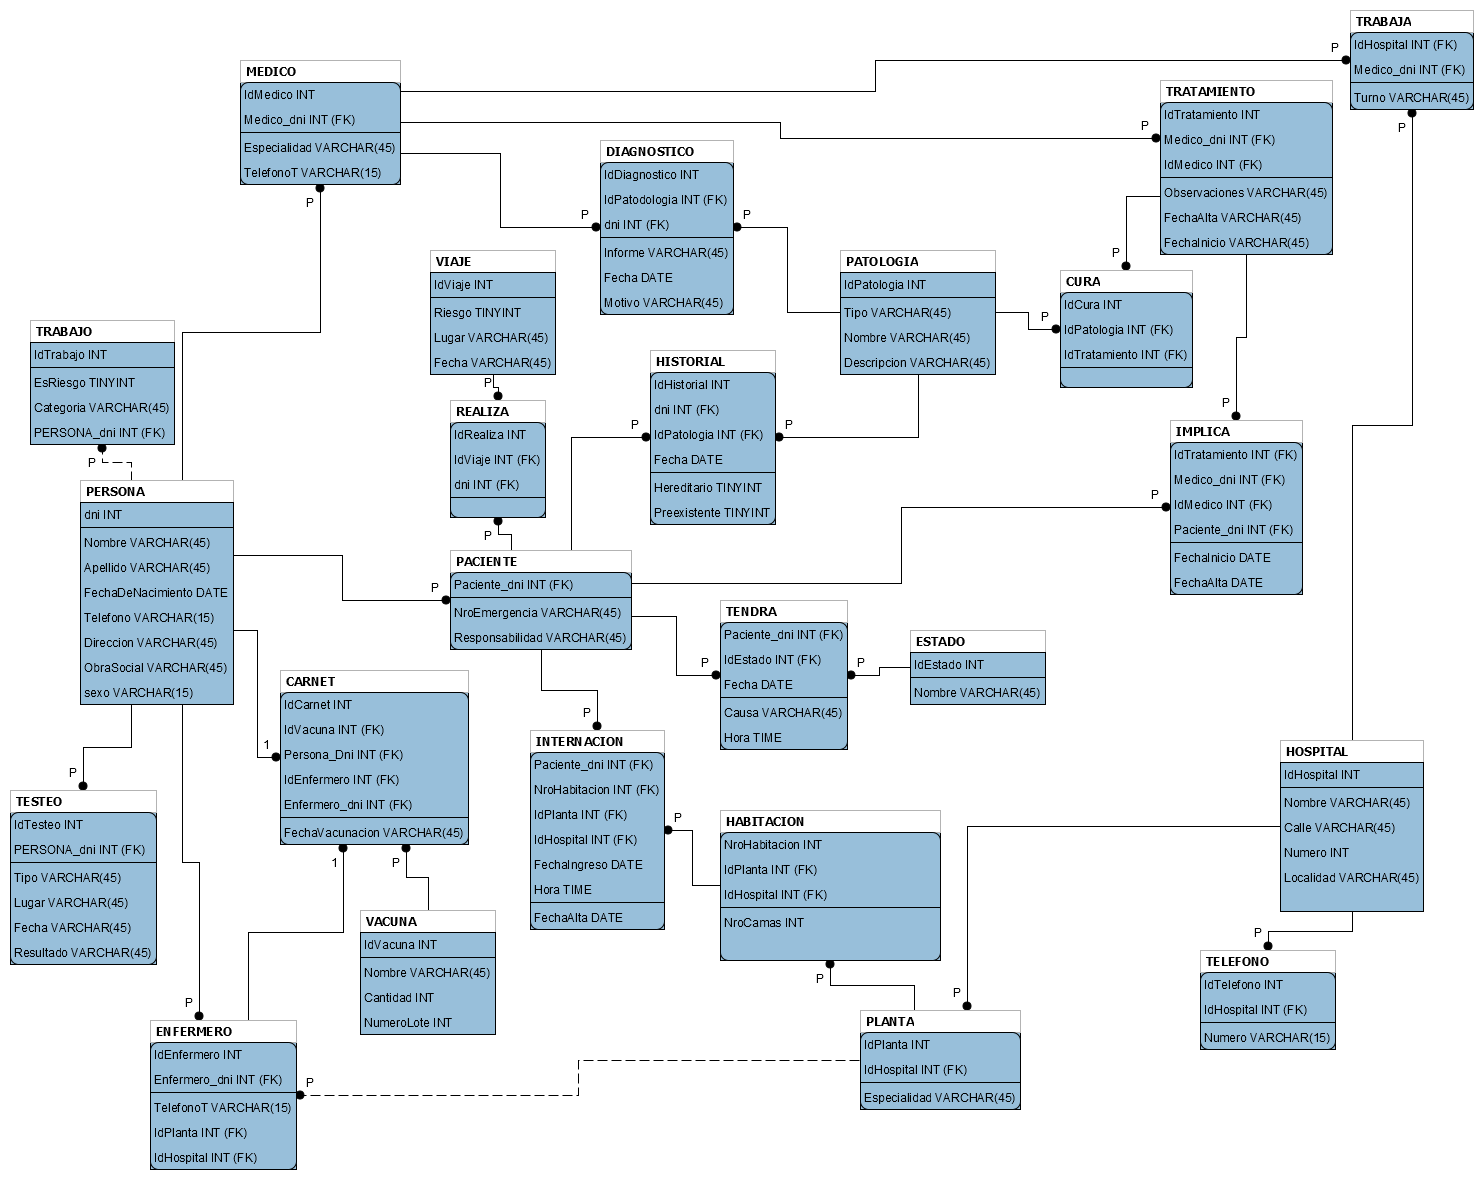 TRABAJA
IdHospital INT (FK)
Medico_dni INT (FK)
Turno VARCHAR(45)
P
P
MEDICO
IdMedico INT
Medico_dni INT (FK)
Especialidad VARCHAR(45)
TelefonoT VARCHAR(15)
P
TRATAMIENTO
IdTratamiento INT
Medico_dni INT (FK)
IdMedico INT (FK)
Observaciones VARCHAR(45)
FechaAlta VARCHAR(45)
FechaInicio VARCHAR(45)
P
DIAGNOSTICO
IdDiagnostico INT
IdPatodologia INT (FK)
dni INT (FK)
Informe VARCHAR(45)
Fecha DATE
Motivo VARCHAR(45)
P
P
VIAJE
IdViaje INT
Riesgo TINYINT
Lugar VARCHAR(45)
Fecha VARCHAR(45)
P
PATOLOGIA
IdPatologia INT
Tipo VARCHAR(45)
Nombre VARCHAR(45)
Descripcion VARCHAR(45)
P
CURA
IdCura INT
IdPatologia INT (FK)
IdTratamiento INT (FK)
P
TRABAJO
IdTrabajo INT
EsRiesgo TINYINT
Categoria VARCHAR(45)
PERSONA_dni INT (FK)
P
HISTORIAL
IdHistorial INT
dni INT (FK)
IdPatologia INT (FK)
Fecha DATE
Hereditario TINYINT
Preexistente TINYINT
P
P
REALIZA
IdRealiza INT
IdViaje INT (FK)
dni INT (FK)
P
IMPLICA
IdTratamiento INT (FK)
Medico_dni INT (FK)
IdMedico INT (FK)
Paciente_dni INT (FK)
FechaInicio DATE
FechaAlta DATE
P
P
PERSONA
dni INT
Nombre VARCHAR(45)
Apellido VARCHAR(45)
FechaDeNacimiento DATE
Telefono VARCHAR(15)
Direccion VARCHAR(45)
ObraSocial VARCHAR(45)
sexo VARCHAR(15)
PACIENTE
Paciente_dni INT (FK)
NroEmergencia VARCHAR(45)
Responsabilidad VARCHAR(45)
P
TENDRA
Paciente_dni INT (FK)
IdEstado INT (FK)
Fecha DATE
Causa VARCHAR(45)
Hora TIME
P
P
ESTADO
IdEstado INT
Nombre VARCHAR(45)
CARNET
IdCarnet INT
IdVacuna INT (FK)
Persona_Dni INT (FK)
IdEnfermero INT (FK)
Enfermero_dni INT (FK)
FechaVacunacion VARCHAR(45)
1
1
P
INTERNACION
Paciente_dni INT (FK)
NroHabitacion INT (FK)
IdPlanta INT (FK)
IdHospital INT (FK)
FechaIngreso DATE
Hora TIME
FechaAlta DATE
P
P
HOSPITAL
IdHospital INT
Nombre VARCHAR(45)
Calle VARCHAR(45)
Numero INT
Localidad VARCHAR(45)
TESTEO
IdTesteo INT
PERSONA_dni INT (FK)
Tipo VARCHAR(45)
Lugar VARCHAR(45)
Fecha VARCHAR(45)
Resultado VARCHAR(45)
P
HABITACION
NroHabitacion INT
IdPlanta INT (FK)
IdHospital INT (FK)
NroCamas INT
P
VACUNA
IdVacuna INT
Nombre VARCHAR(45)
Cantidad INT
NumeroLote INT
TELEFONO
IdTelefono INT
IdHospital INT (FK)
Numero VARCHAR(15)
P
ENFERMERO
IdEnfermero INT
Enfermero_dni INT (FK)
TelefonoT VARCHAR(15)
IdPlanta INT (FK)
IdHospital INT (FK)
P
P
PLANTA
IdPlanta INT
IdHospital INT (FK)
Especialidad VARCHAR(45)
P